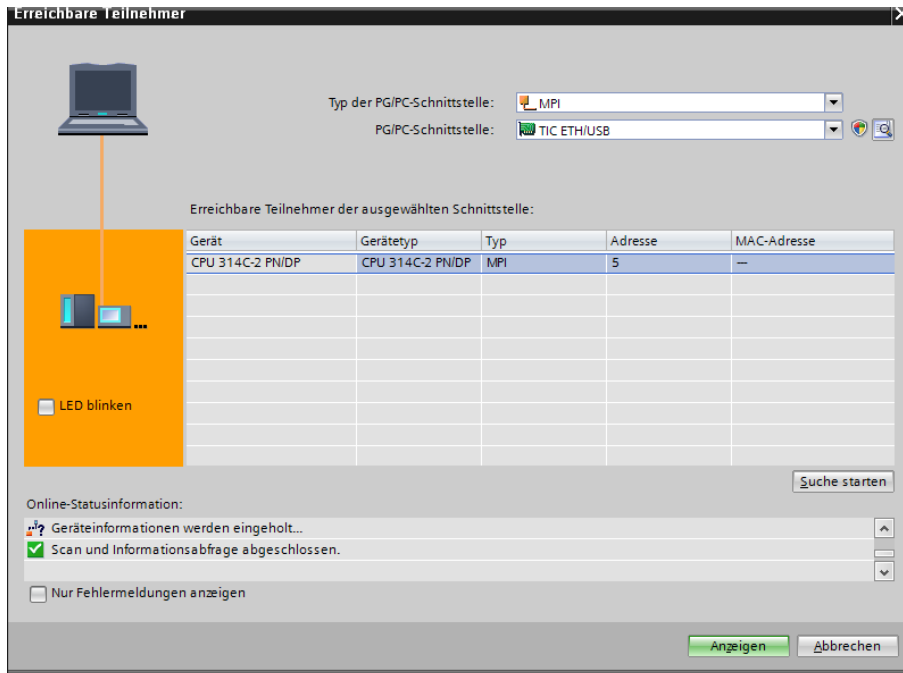 Erreichbare Teilnehmer
Typ der PG/PC-Schnittstelle: MPI
PG/PC-Schnittstelle: TIC ETH/USB
Erreichbare Teilnehmer der ausgewählten Schnittstelle:
Gerät Gerätetyp Typ Adresse MAC-Adresse
CPU 314C-2 PN/DP CPU 314C-2 PN/DP MPI 5 —
LED blinken
Suche starten
Online-Statusinformation:
Geräteinformationen werden eingeholt...
Scan und Informationsabfrage abgeschlossen.
Nur Fehlermeldungen anzeigen
Anzeigen Abbrechen